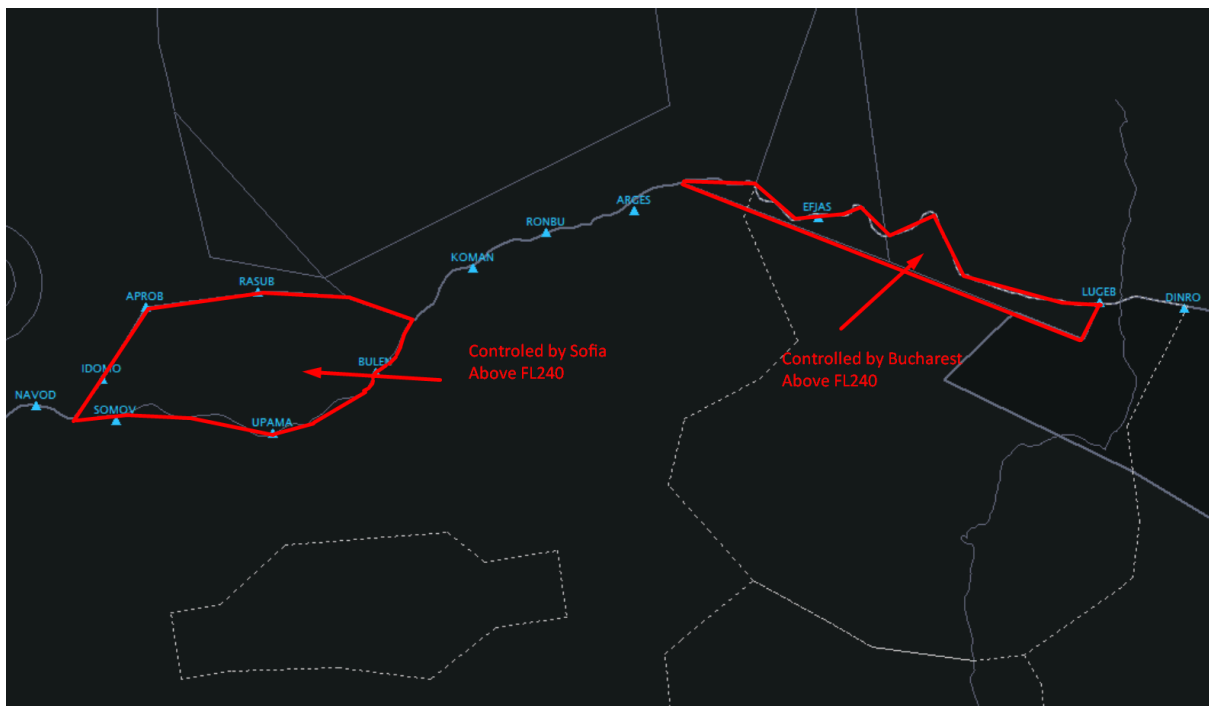 ARGES
EFJAS
RONBU
KOMAN
RASUB
APROB
LUGEB
DINRO
BULEN
IDOMO
NAVOD
SOMOV
UPAMA
Controled by Sofia
Above FL240
Controlled by Bucharest
Above FL240